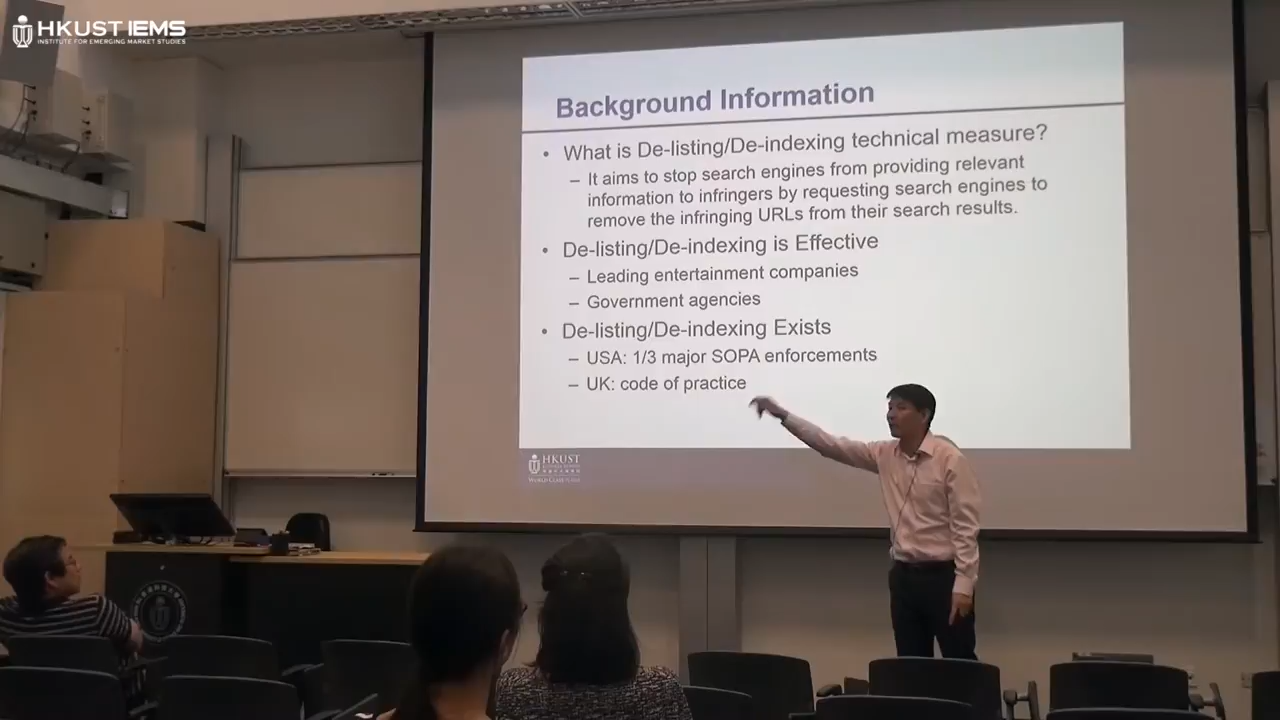 HKUST IEMS
INSTITUTE FOR EMERGING MARKET STUDIES
Background Information
• What is De-listing/De-indexing technical measure?
– It aims to stop search engines from providing relevant
information to infringers by requesting search engines to
remove the infringing URLs from their search results.
• De-listing/De-indexing is Effective
– Leading entertainment companies
– Government agencies
• De-listing/De-indexing Exists
– USA: 1/3 major SOPA enforcements
– UK: code of practice
HKUST